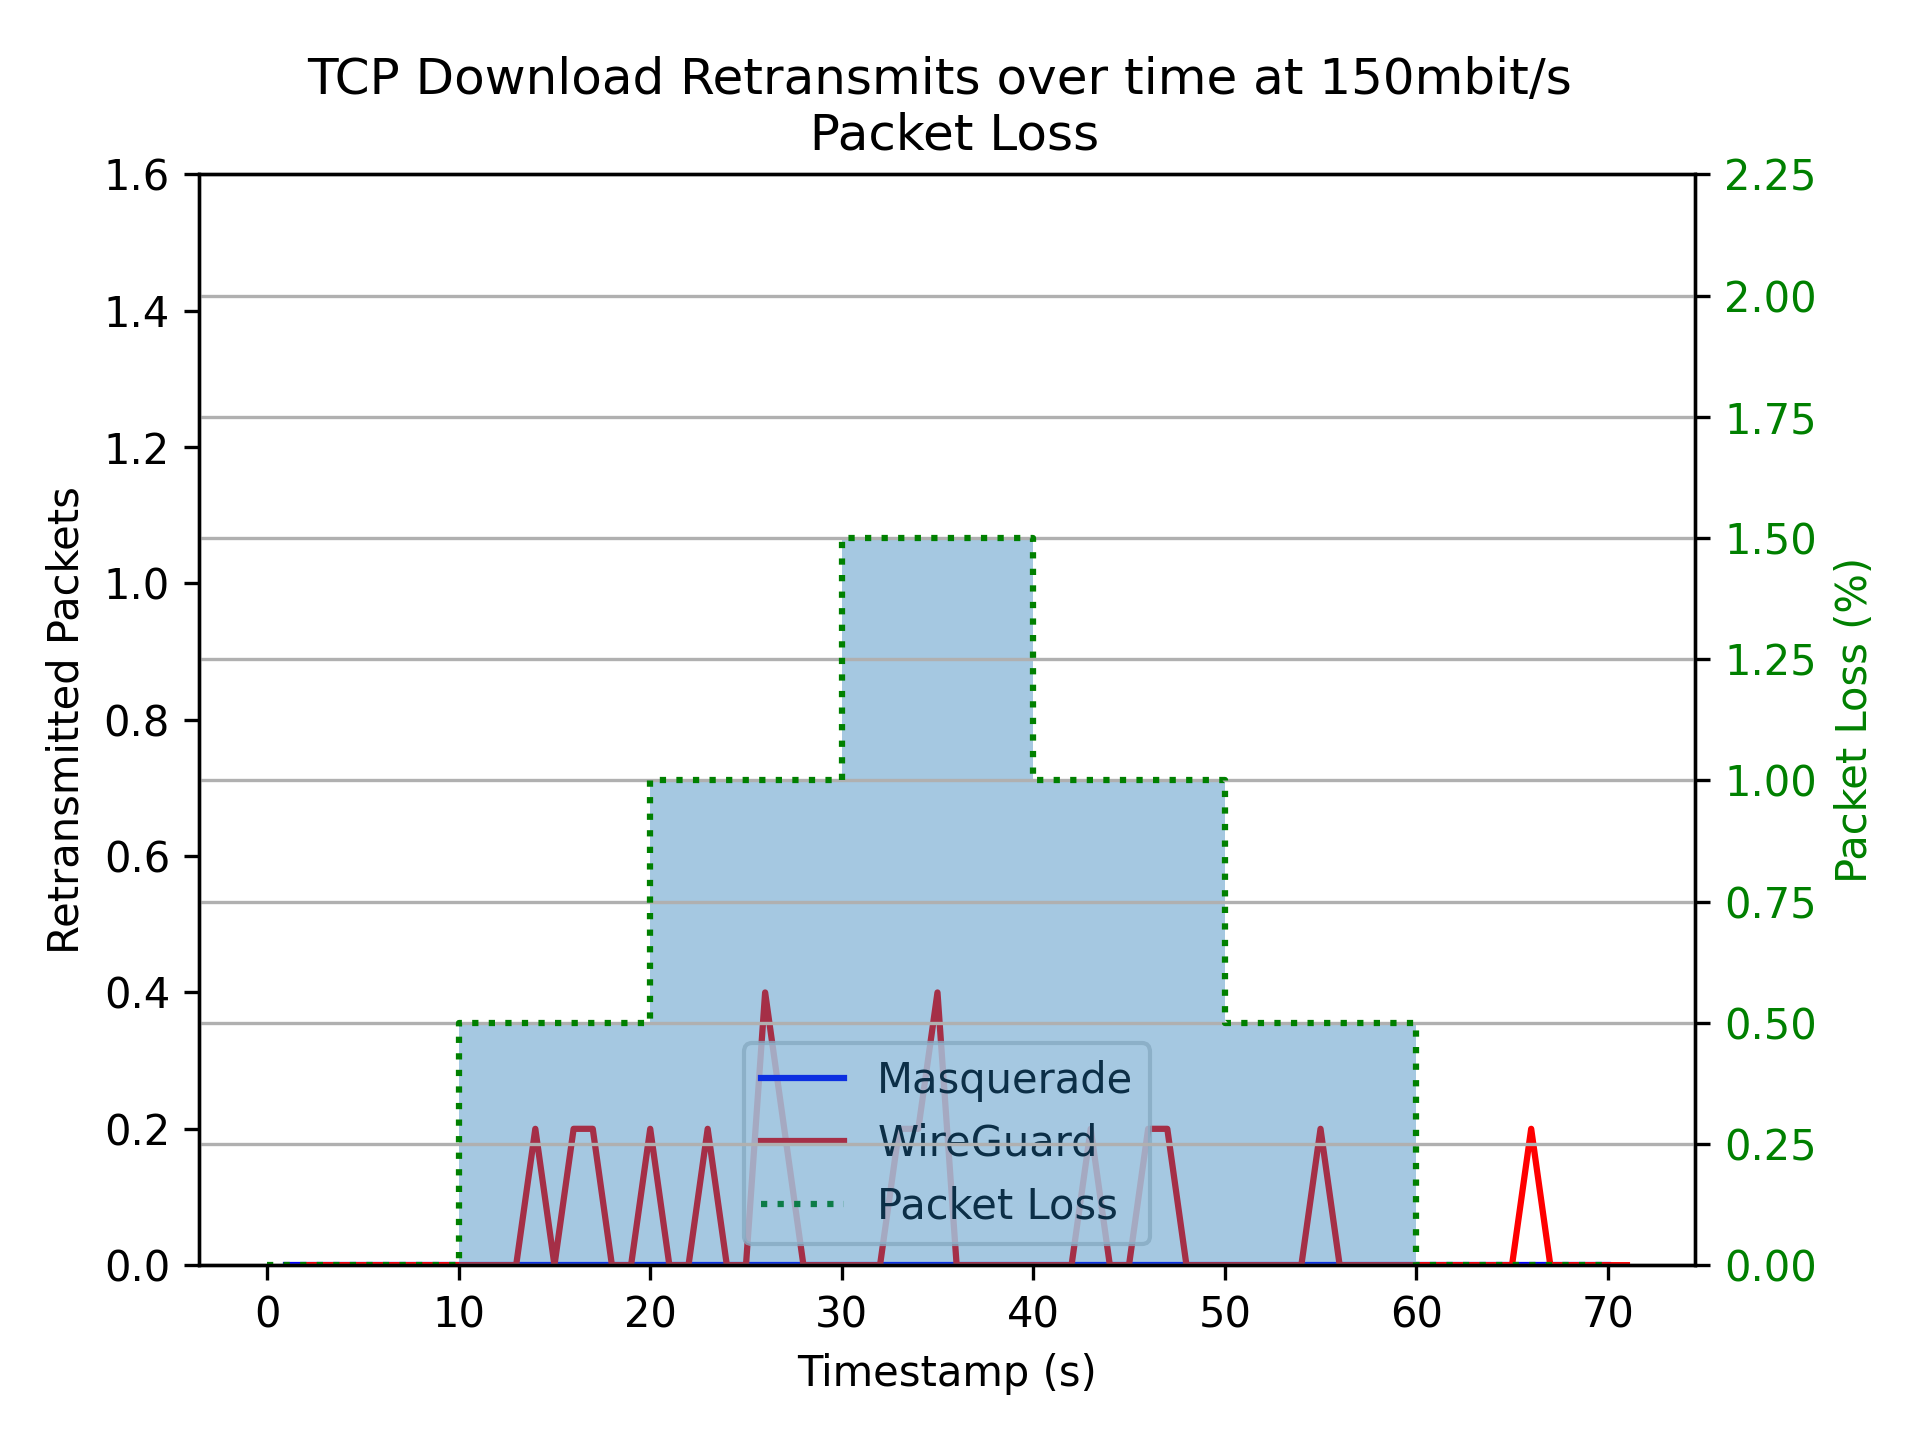 TCP Download Retransmits over time at 150mbit/s
Packet Loss
1.6
1.4
1.2
1.0
0.8
0.6
0.4
0.2
0.0
Retransmitted Packets
2.25
2.00
1.75
1.50
1.25
1.00
0.75
0.50
0.25
0.00
Packet Loss (%)
Masquerade
WireGuard
Packet Loss
0 10 20 30 40 50 60 70
Timestamp (s)